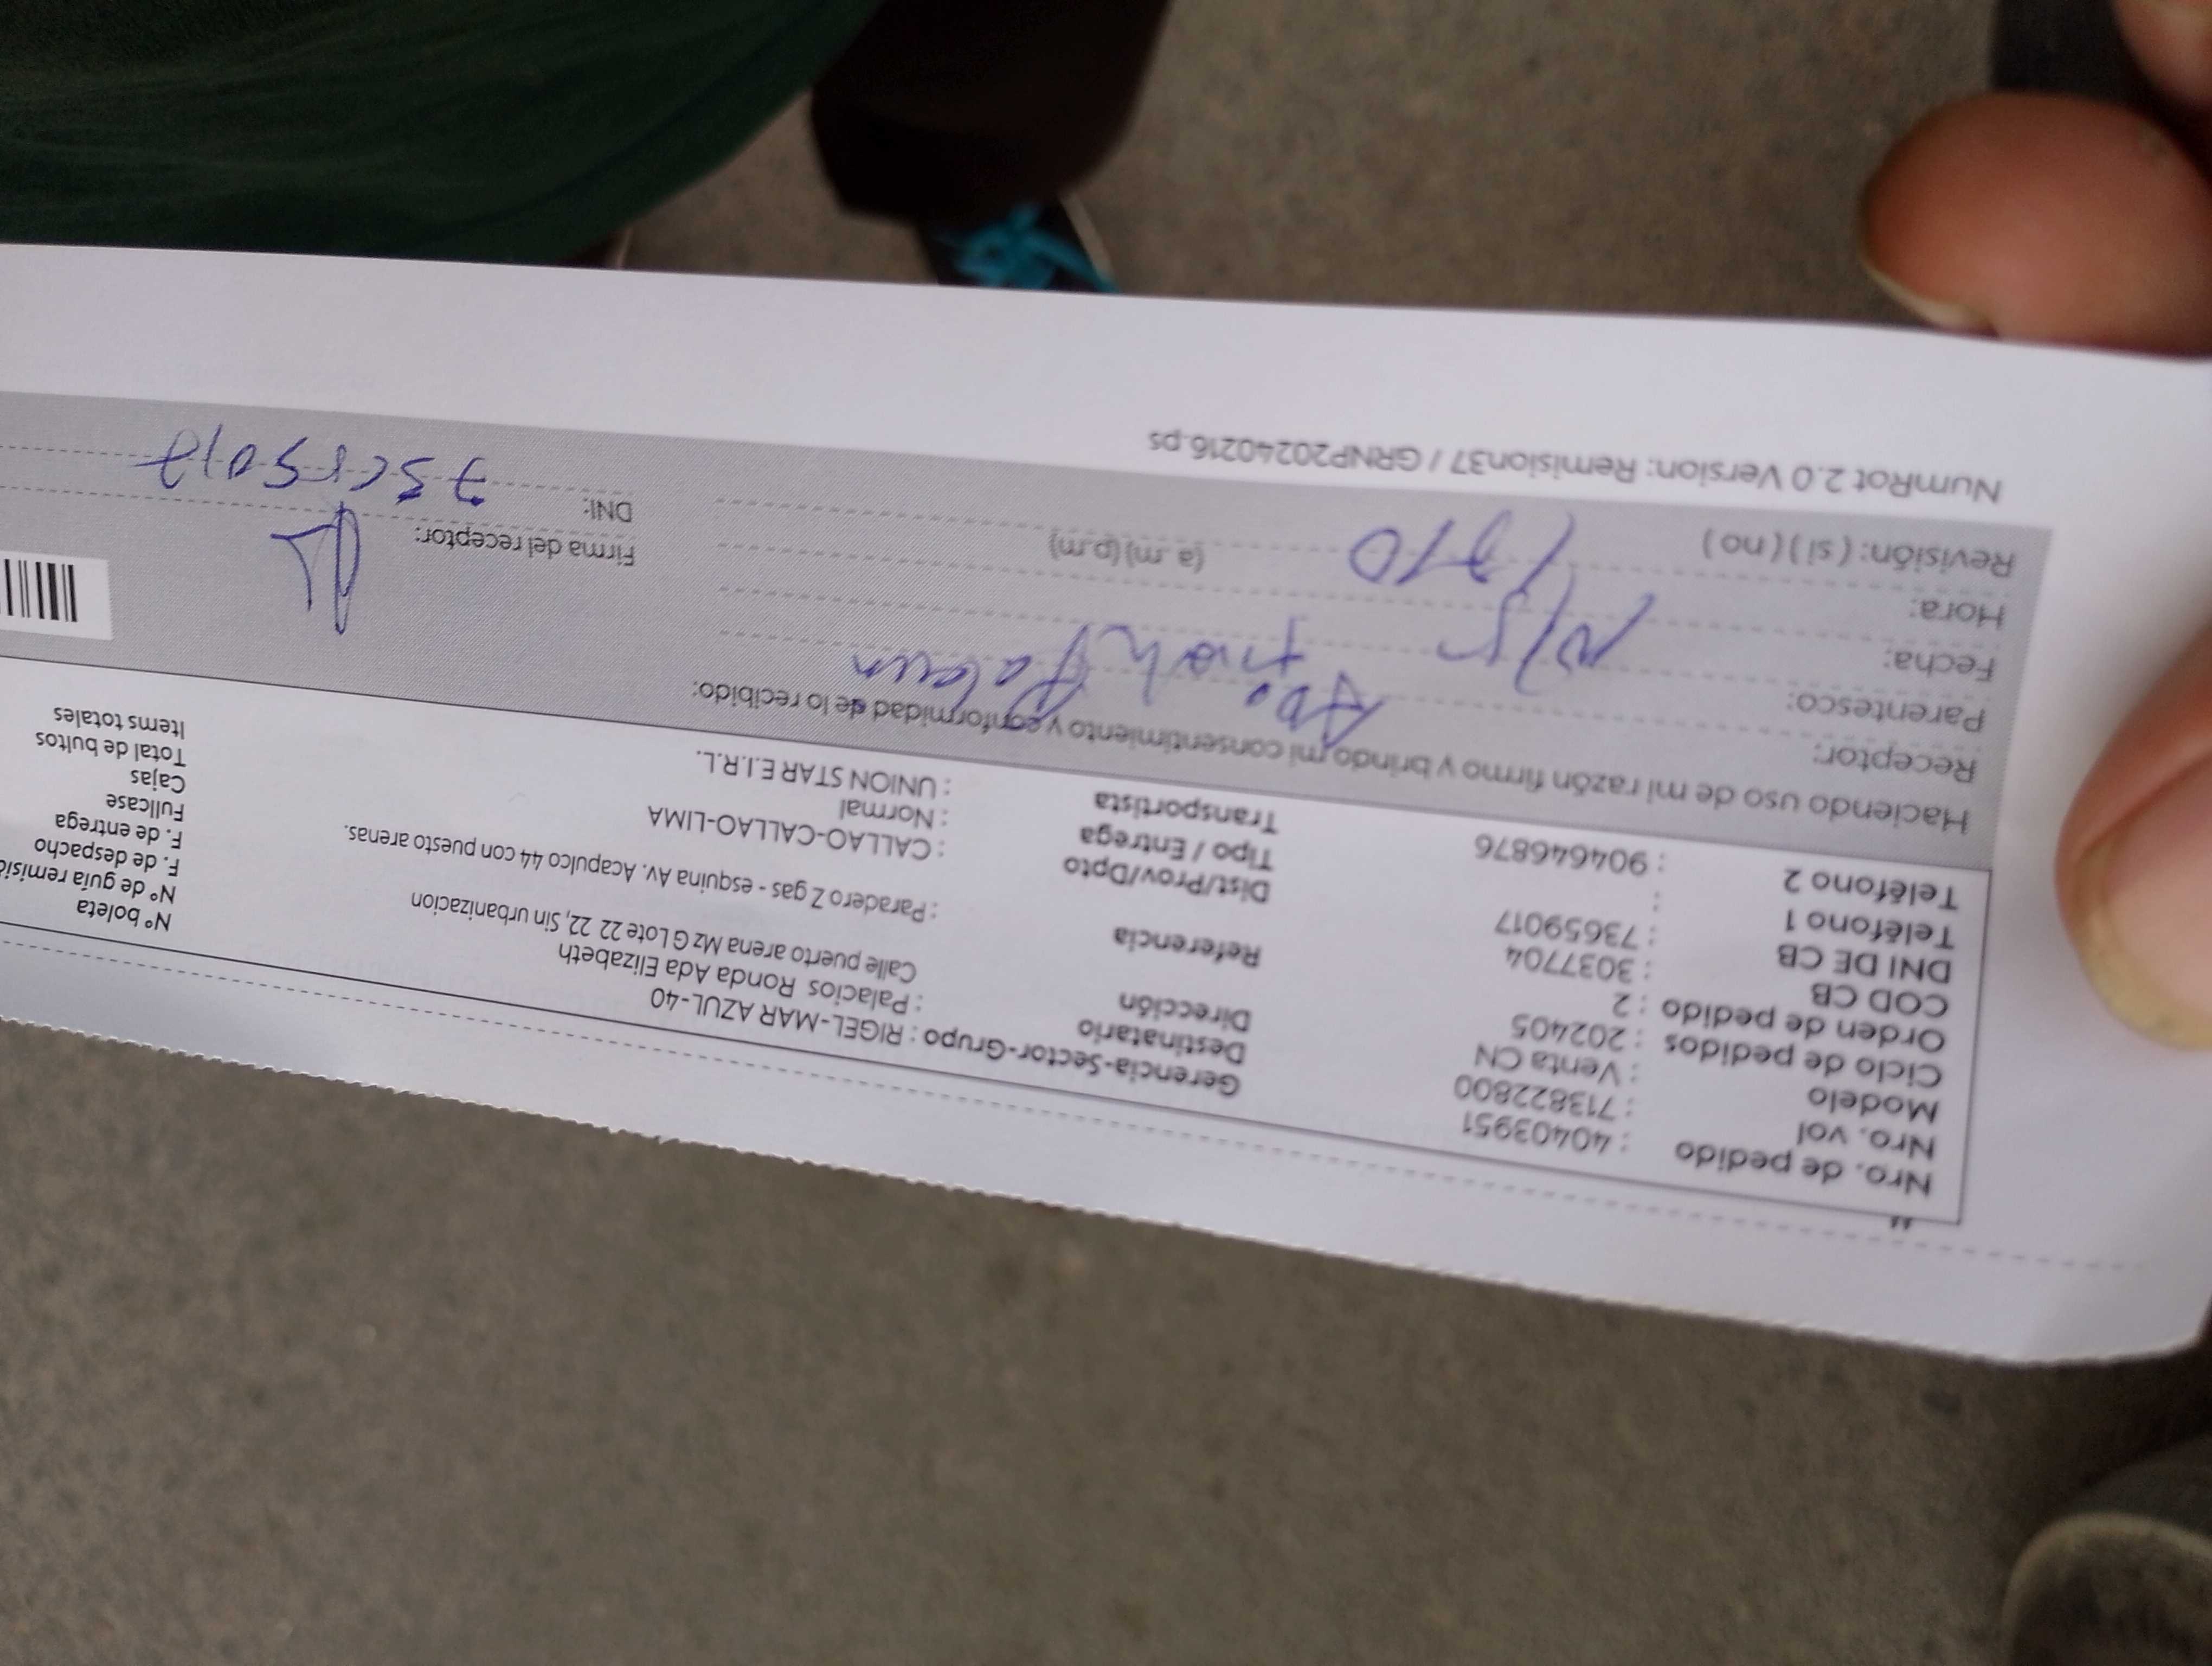 Nro. de pedido : 40403951
Nro. vol : 713822800
Modelo : Venta CN
Ciclo de pedidos : 202405
Orden de pedido : 2
COD CB : 3037704
DNI DE CB : 73659017
Teléfono 1 :
Teléfono 2 : 904646876
Gerencia-Sector-Grupo : RIGEL-MAR AZUL-40
Destinatario : Palacios Ronda Ada Elizabeth
Dirección Calle puerto arena Mz G Lote 22 22, Sin urbanizacion
Referencia : Paradero Z gas - esquina Av. Acapulco 44 con puesto arenas.
Dist/Prov/Dpto : CALLAO-CALLAO-LIMA
Tipo / Entrega : Normal
Transportista : UNION STAR E.I.R.L.
Nº boleta
Nº de guía
F. de despacho
F. de entrega
Fullcase
Cajas
Total de bultos
Items totales
Haciendo uso de mi razón firmo y brindo mi consentimiento y conformidad de lo recibido:
Receptor:
Parentesco:
Fecha:
Hora: (a.m) (p.m)
Revisión: ( si ) ( no )
Firma del receptor:
DNI:
NumRot 2.0 Version: Remision37 / GRNP20240216.ps